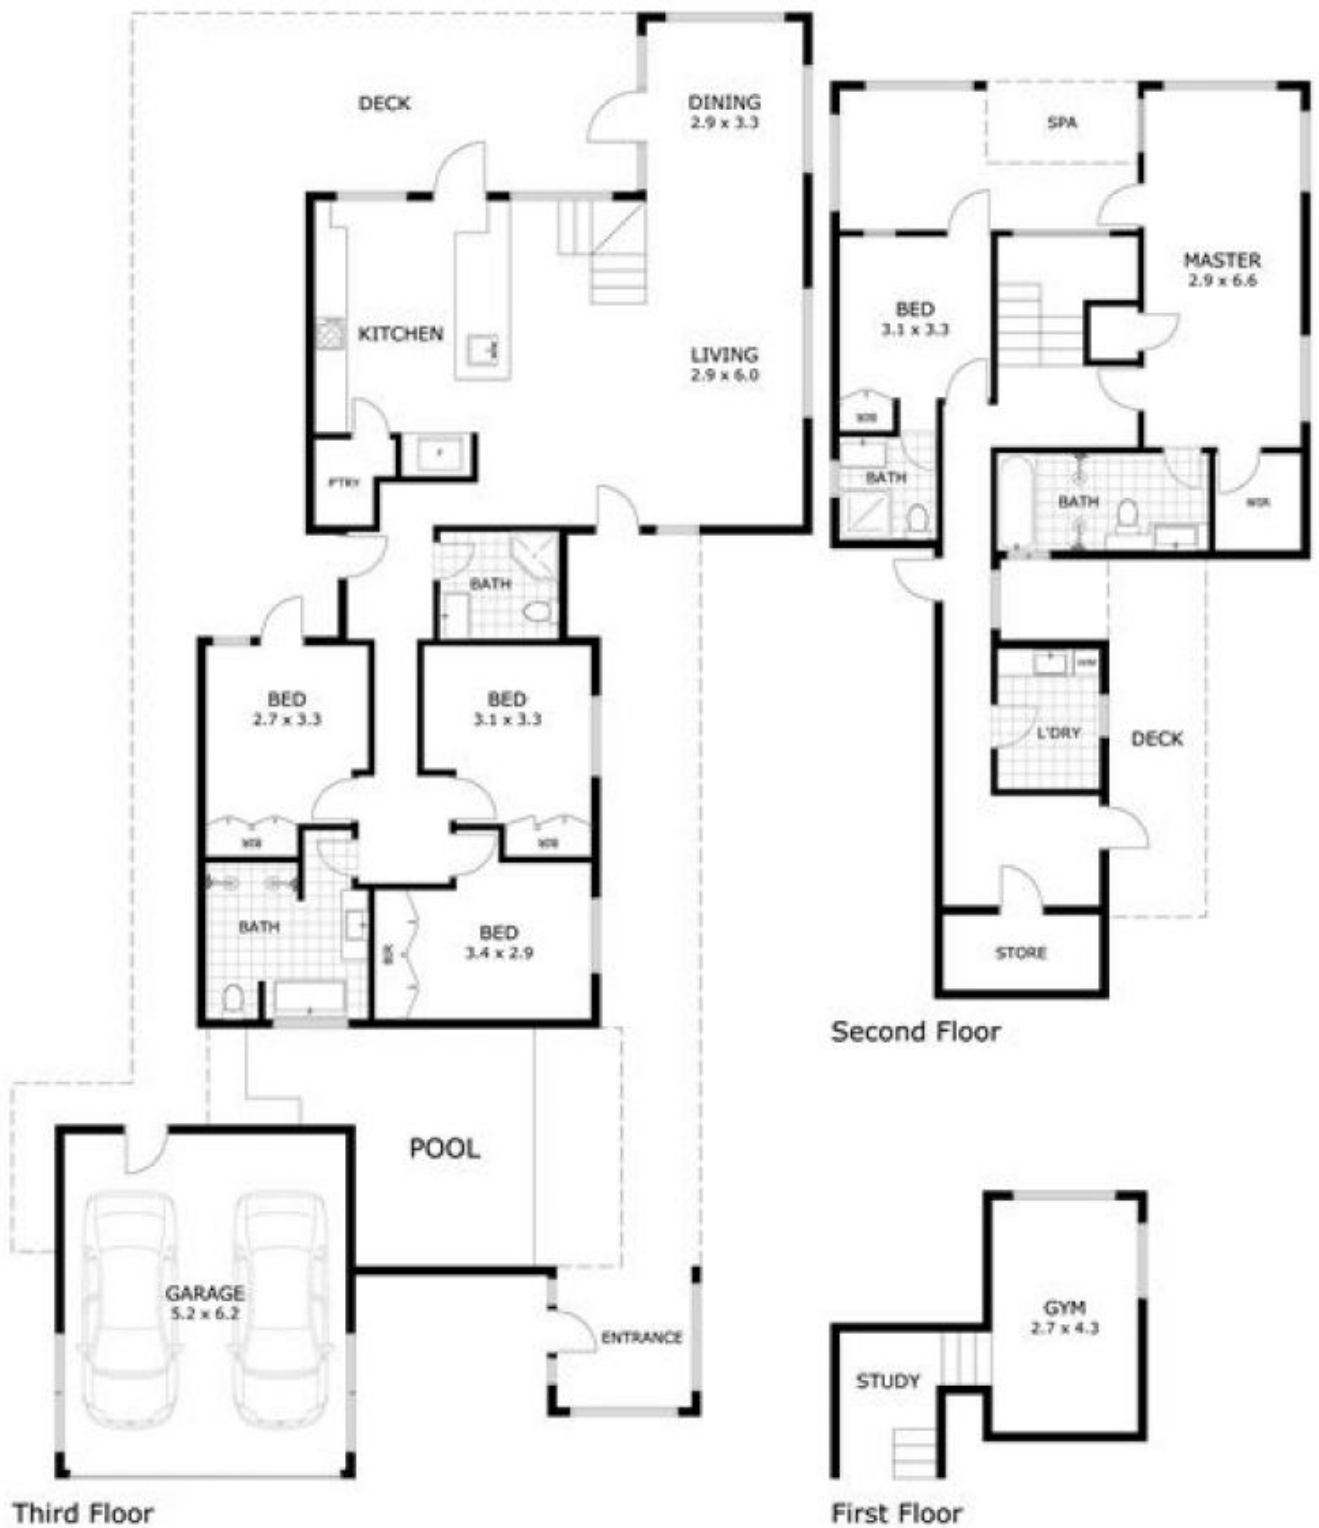 DECK
DINING
2.9 x 3.3
KITCHEN
LIVING
2.9 x 6.0
PTRY
BATH
BED
2.7 x 3.3
BED
3.1 x 3.3
BATH
BED
3.4 x 2.9
BIR
POOL
GARAGE
5.2 x 6.2
ENTRANCE
Third Floor
SPA
MASTER
2.9 x 6.6
BED
3.1 x 3.3
BATH
BATH
WIR
WM
L'DRY
DECK
STORE
Second Floor
GYM
2.7 x 4.3
STUDY
First Floor